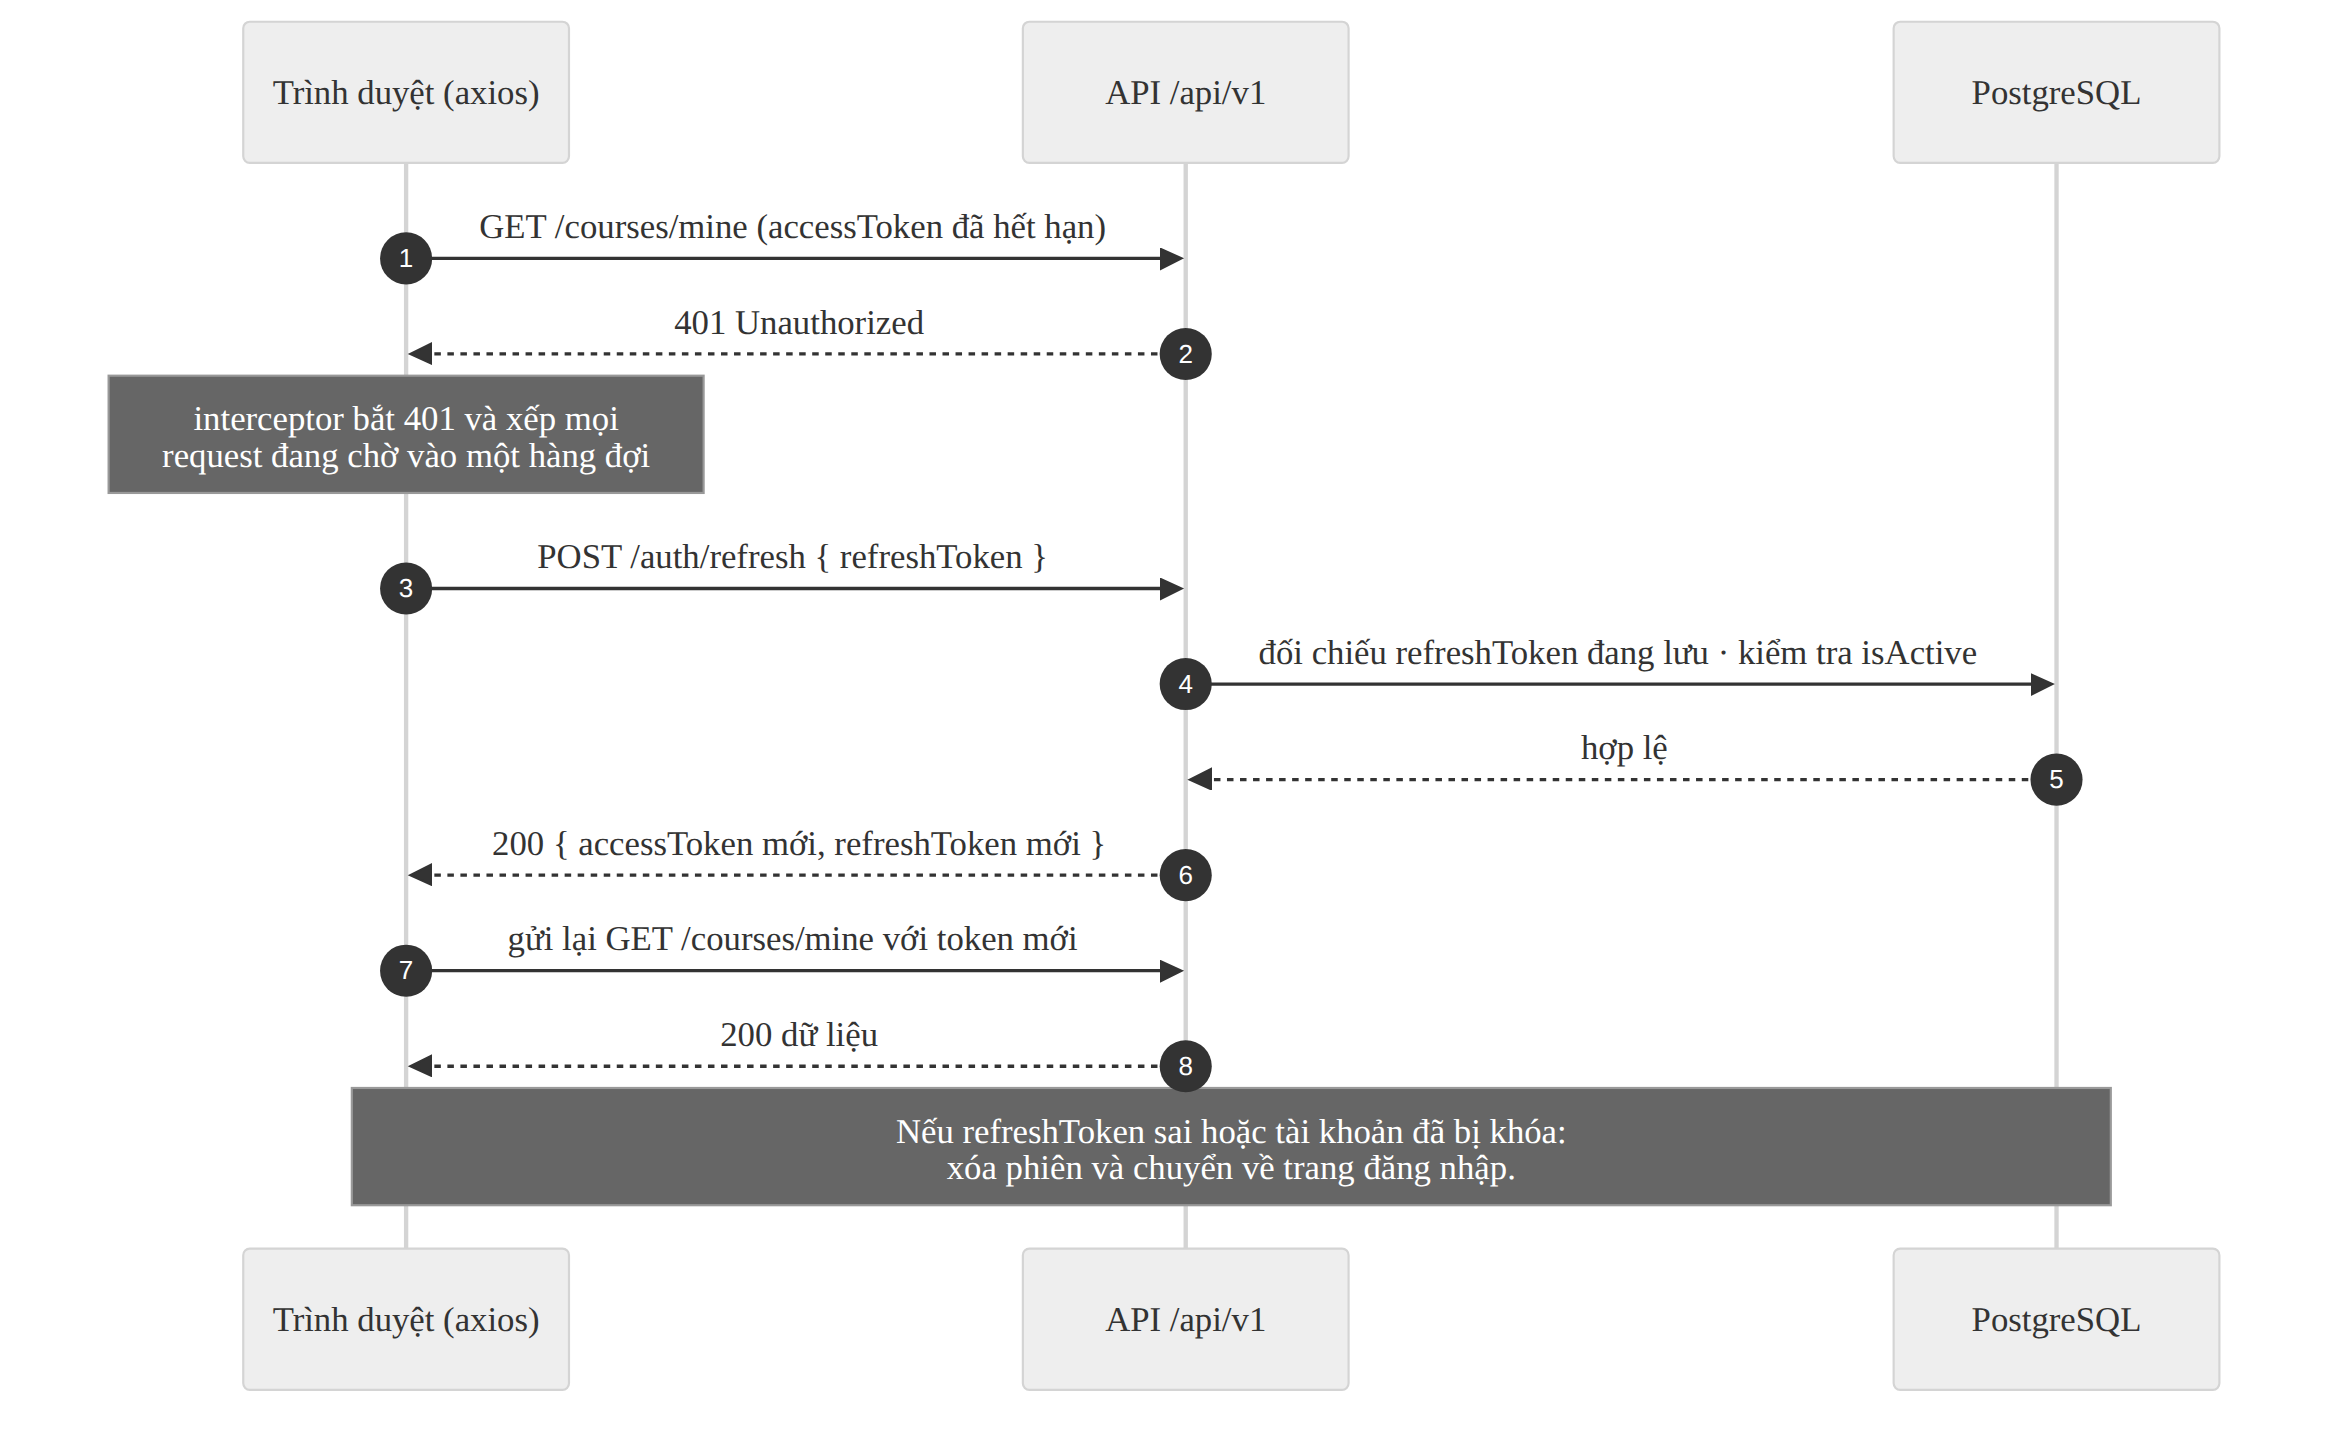 Trình duyệt (axios)
API /api/v1
PostgreSQL
GET /courses/mine (accessToken đã hết hạn)
1
401 Unauthorized
2
interceptor bắt 401 và xếp mọi
request đang chờ vào một hàng đợi
POST /auth/refresh { refreshToken }
3
đối chiếu refreshToken đang lưu · kiểm tra isActive
4
hợp lệ
5
200 { accessToken mới, refreshToken mới }
6
gửi lại GET /courses/mine với token mới
7
200 dữ liệu
8
Nếu refreshToken sai hoặc tài khoản đã bị khóa:
xóa phiên và chuyển về trang đăng nhập.
Trình duyệt (axios)
API /api/v1
PostgreSQL